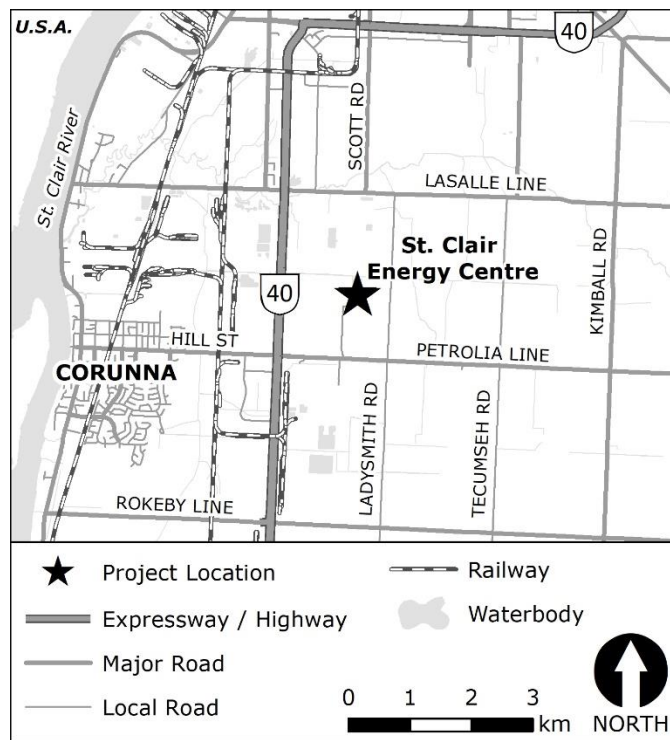 U.S.A.
40
St. Clair River
SCOTT RD
LASALLE LINE
St. Clair
Energy Centre
KIMBALL RD
40
HILL ST
PETROLIA LINE
CORUNNA
LADYSMITH RD
TECUMSEH RD
ROKEBY LINE
Project Location
Railway
Expressway / Highway
Waterbody
Major Road
Local Road
0 1 2 3
km
NORTH